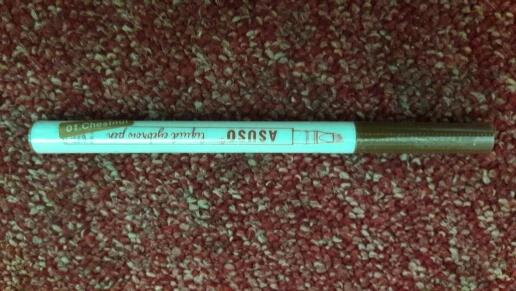 ASUSU
liquid eyebrow pen
01.Chestnut